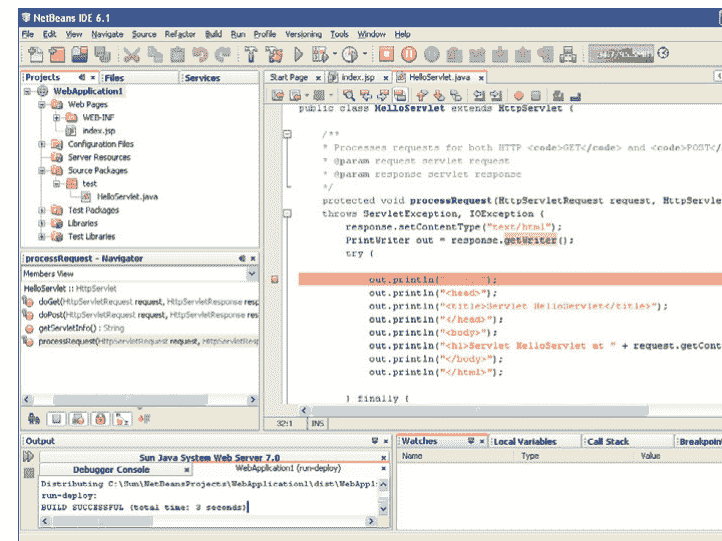 NetBeans IDE 6.1
File Edit View Navigate Source Refactor Build Run Profile Versioning Tools Window Help
Projects Files Services
WebApplication1
Web Pages
WEB-INF
index.jsp
Configuration Files
Server Resources
Source Packages
test
HelloServlet.java
Test Packages
Libraries
Test Libraries
processRequest - Navigator
Members View
HelloServlet :: HttpServlet
doGet(HttpServletRequest request, HttpServletResponse resp
doPost(HttpServletRequest request, HttpServletResponse res
getServletInfo() : String
processRequest(HttpServletRequest request, HttpServletResp
Start Page index.jsp HelloServlet.java
public class HelloServlet extends HttpServlet {
/**
* Processes requests for both HTTP <code>GET</code> and <code>POST</
* @param request servlet request
* @param response servlet response
*/
protected void processRequest(HttpServletRequest request, HttpServle
throws ServletException, IOException {
response.setContentType("text/html");
PrintWriter out = response.getWriter();
try {
out.println("
out.println("<head>");
out.println("<title>Servlet HelloServlet</title>");
out.println("</head>");
out.println("<body>");
out.println("<h1>Servlet HelloServlet at " + request.getCont
out.println("</body>");
out.println("</html>");
} finally {
32:1 INS
Output
Sun Java System Web Server 7.0
Debugger Console WebApplication1 (run-deploy)
Distributing C:\Sun\NetBeansProjects\WebApplication1\dist\WebAppl
run-deploy:
BUILD SUCCESSFUL (total time: 3 seconds)
Watches Local Variables Call Stack Breakpoin
Name Type Value